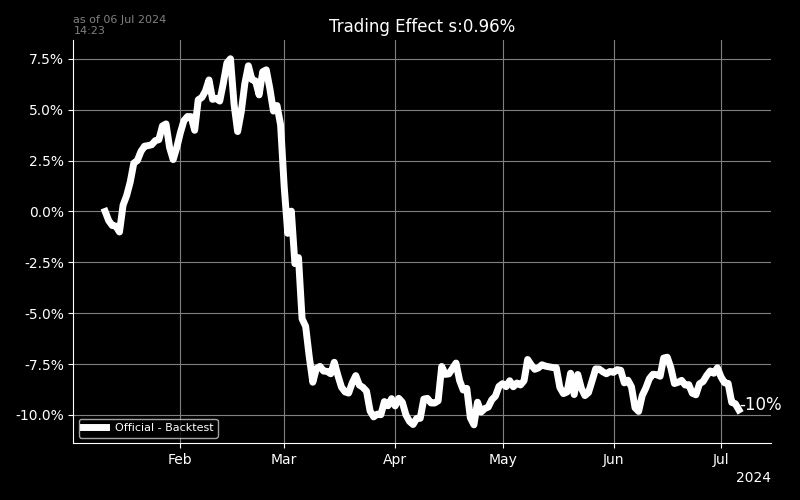 as of 06 Jul 2024
14:23
Trading Effect s:0.96%
7.5%
5.0%
2.5%
0.0%
-2.5%
-5.0%
-7.5%
-10.0%
-10%
Official - Backtest
Feb Mar Apr May Jun Jul
2024